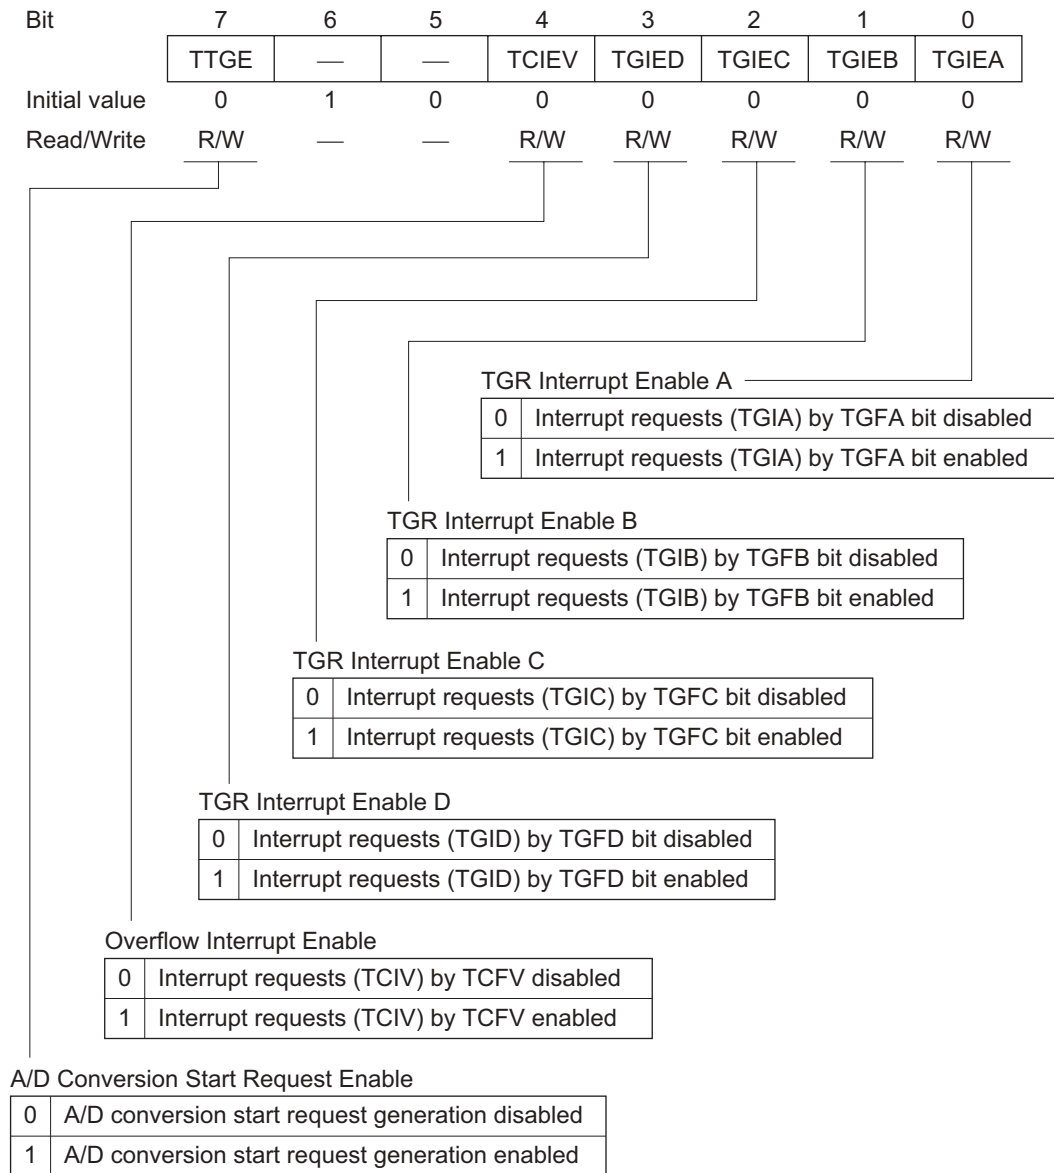 Bit 7 6 5 4 3 2 1 0
TTGE — — TCIEV TGIED TGIEC TGIEB TGIEA
Initial value 0 1 0 0 0 0 0 0
Read/Write R/W — — R/W R/W R/W R/W R/W
TGR Interrupt Enable A
0 Interrupt requests (TGIA) by TGFA bit disabled
1 Interrupt requests (TGIA) by TGFA bit enabled
TGR Interrupt Enable B
0 Interrupt requests (TGIB) by TGFB bit disabled
1 Interrupt requests (TGIB) by TGFB bit enabled
TGR Interrupt Enable C
0 Interrupt requests (TGIC) by TGFC bit disabled
1 Interrupt requests (TGIC) by TGFC bit enabled
TGR Interrupt Enable D
0 Interrupt requests (TGID) by TGFD bit disabled
1 Interrupt requests (TGID) by TGFD bit enabled
Overflow Interrupt Enable
0 Interrupt requests (TCIV) by TCFV disabled
1 Interrupt requests (TCIV) by TCFV enabled
A/D Conversion Start Request Enable
0 A/D conversion start request generation disabled
1 A/D conversion start request generation enabled